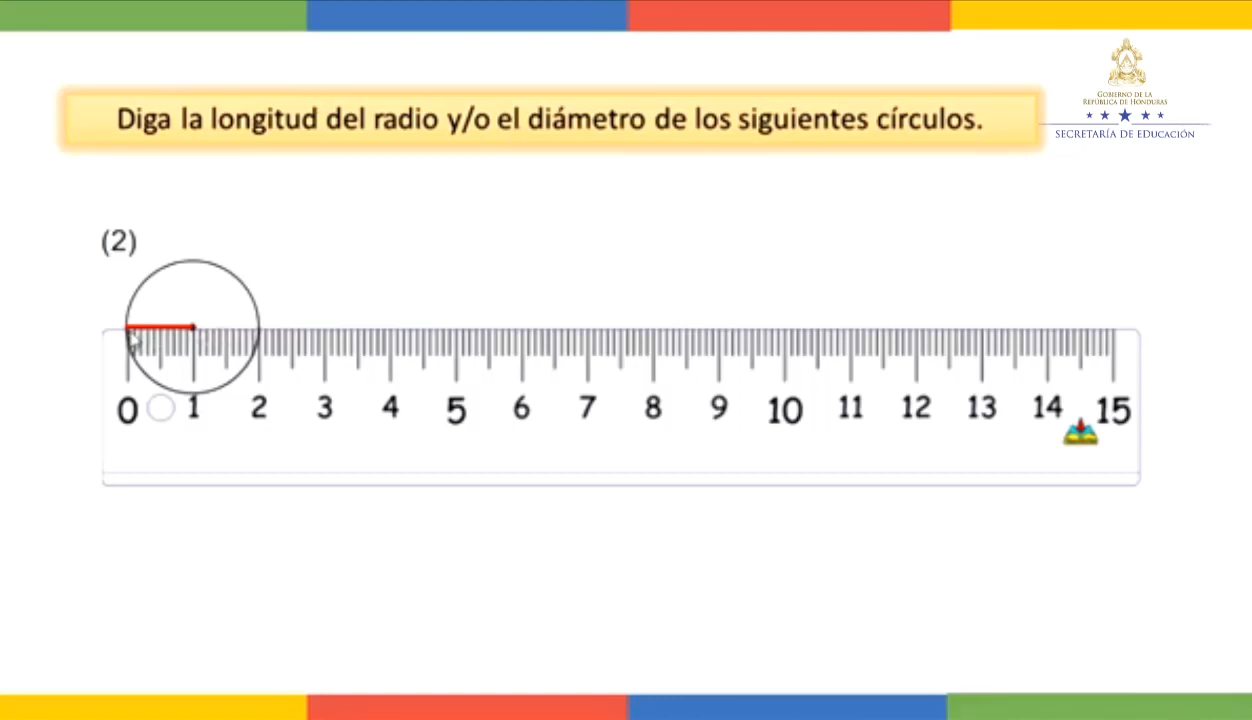 GOBIERNO DE LA
REPÚBLICA DE HONDURAS
SECRETARÍA DE EDUCACIÓN
Diga la longitud del radio y/o el diámetro de los siguientes círculos.
(2)
0 1 2 3 4 5 6 7 8 9 10 11 12 13 14 15